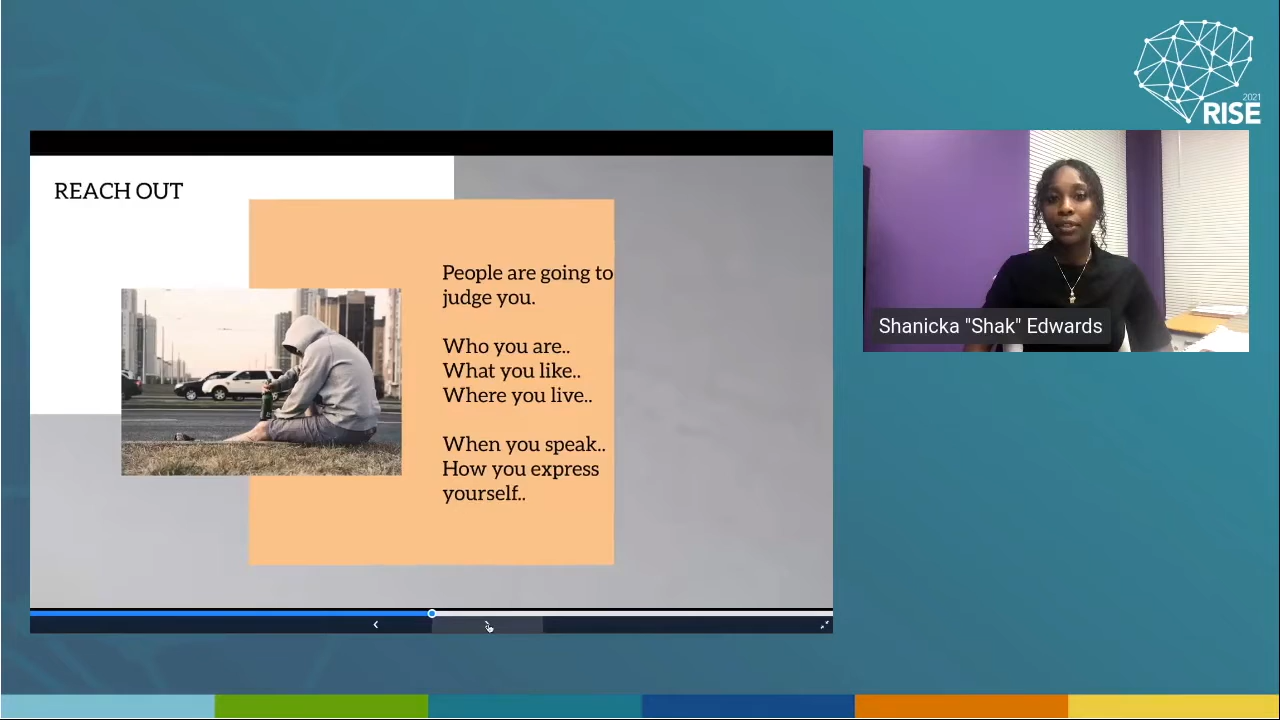 2021
RISE
REACH OUT
People are going to
judge you.
Who you are..
What you like..
Where you live..
When you speak..
How you express
yourself..
Shanicka "Shak" Edwards